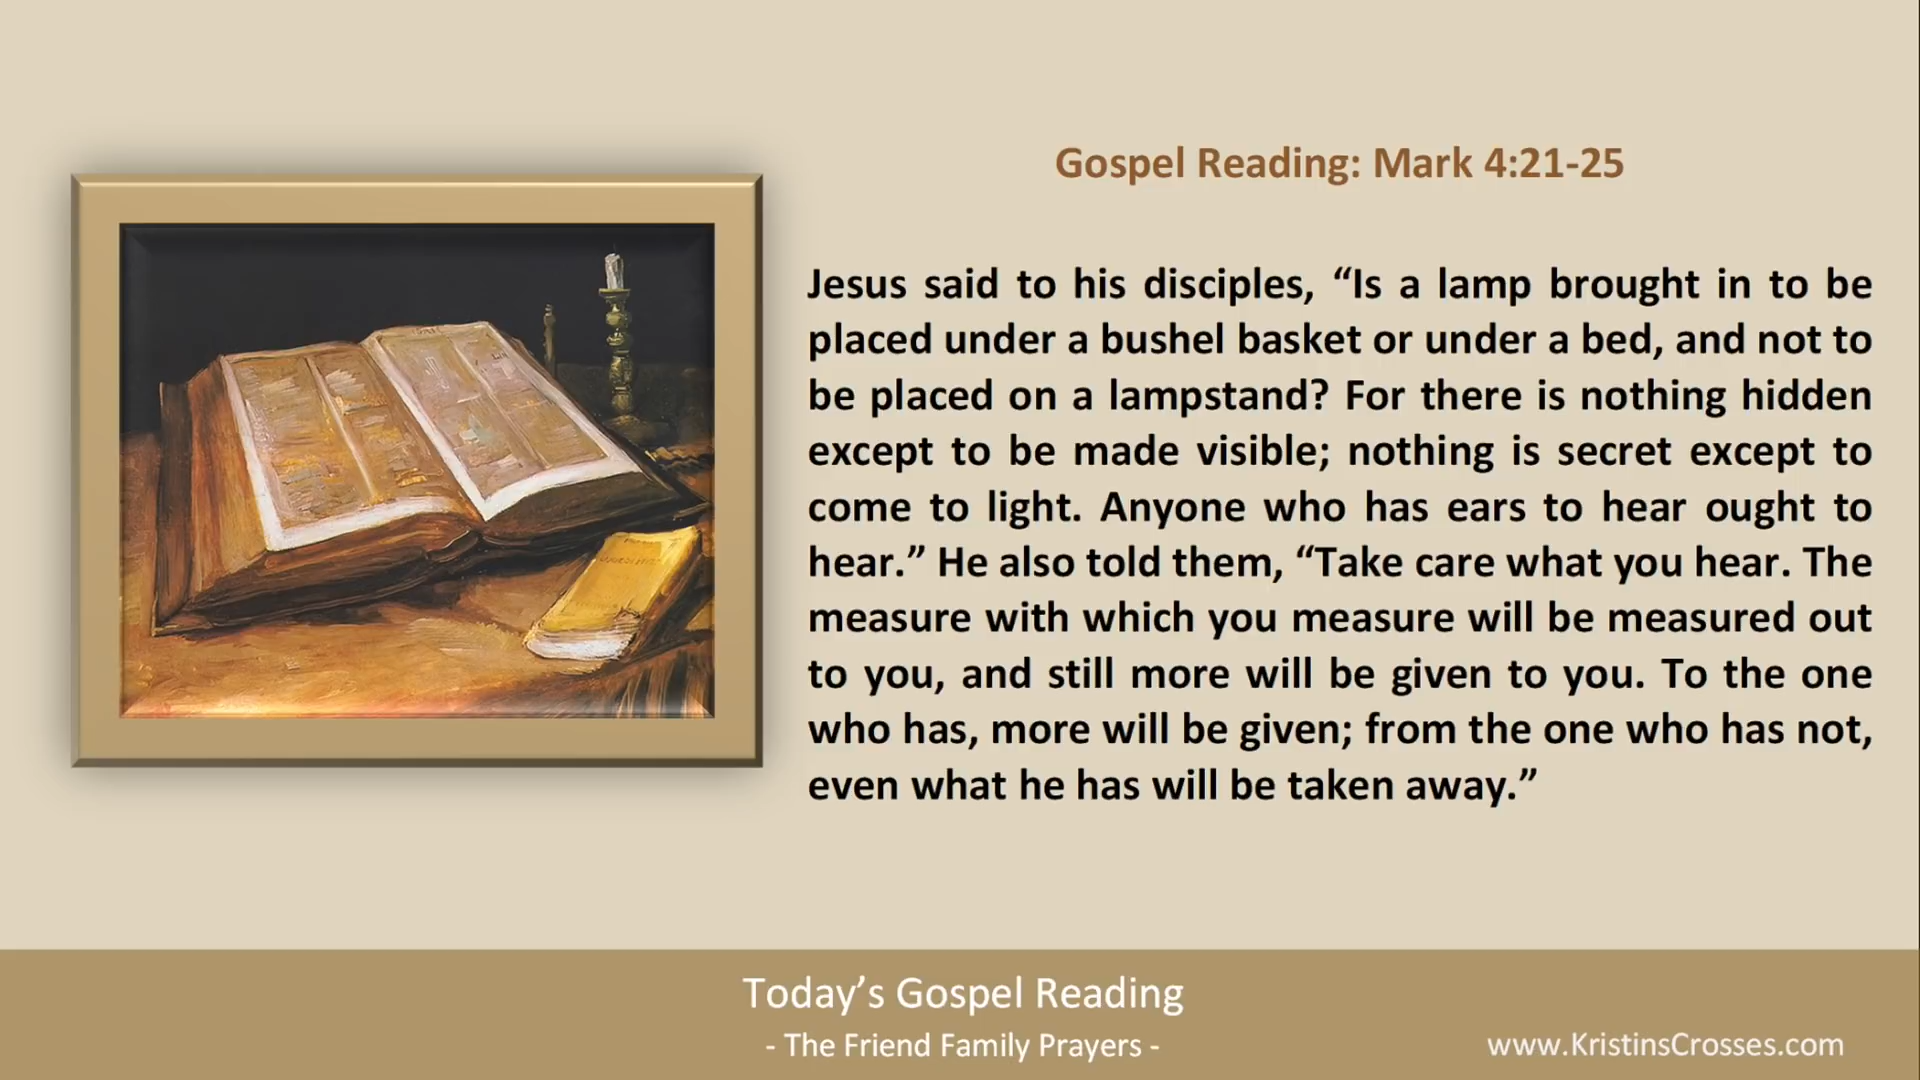 Gospel Reading: Mark 4:21-25
Jesus said to his disciples, “Is a lamp brought in to be
placed under a bushel basket or under a bed, and not to
be placed on a lampstand? For there is nothing hidden
except to be made visible; nothing is secret except to
come to light. Anyone who has ears to hear ought to
hear.” He also told them, “Take care what you hear. The
measure with which you measure will be measured out
to you, and still more will be given to you. To the one
who has, more will be given; from the one who has not,
even what he has will be taken away.”
Today’s Gospel Reading
- The Friend Family Prayers -
www.KristinsCrosses.com